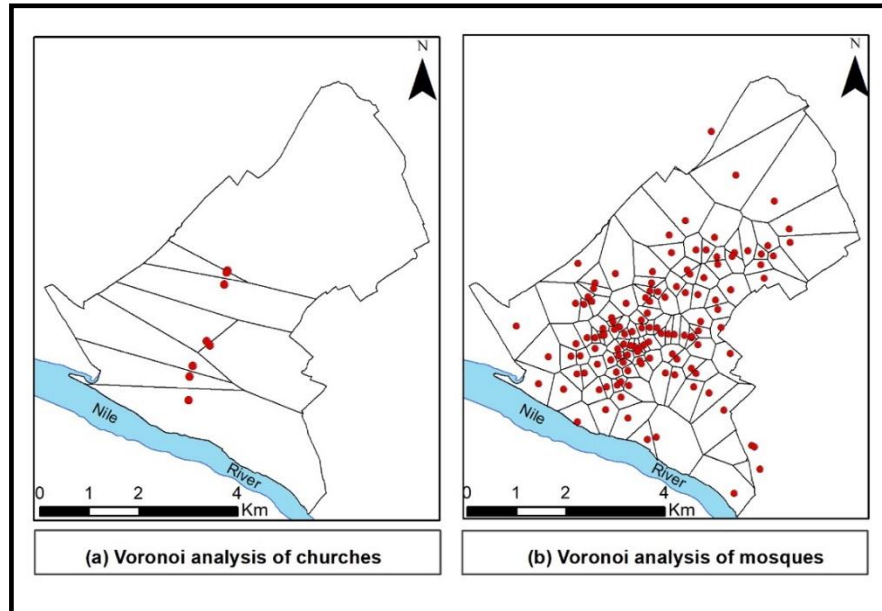 N
Nile
River
0 1 2 4
Km
(a) Voronoi analysis of churches
N
Nile
River
0 1 2 4
Km
(b) Voronoi analysis of mosques